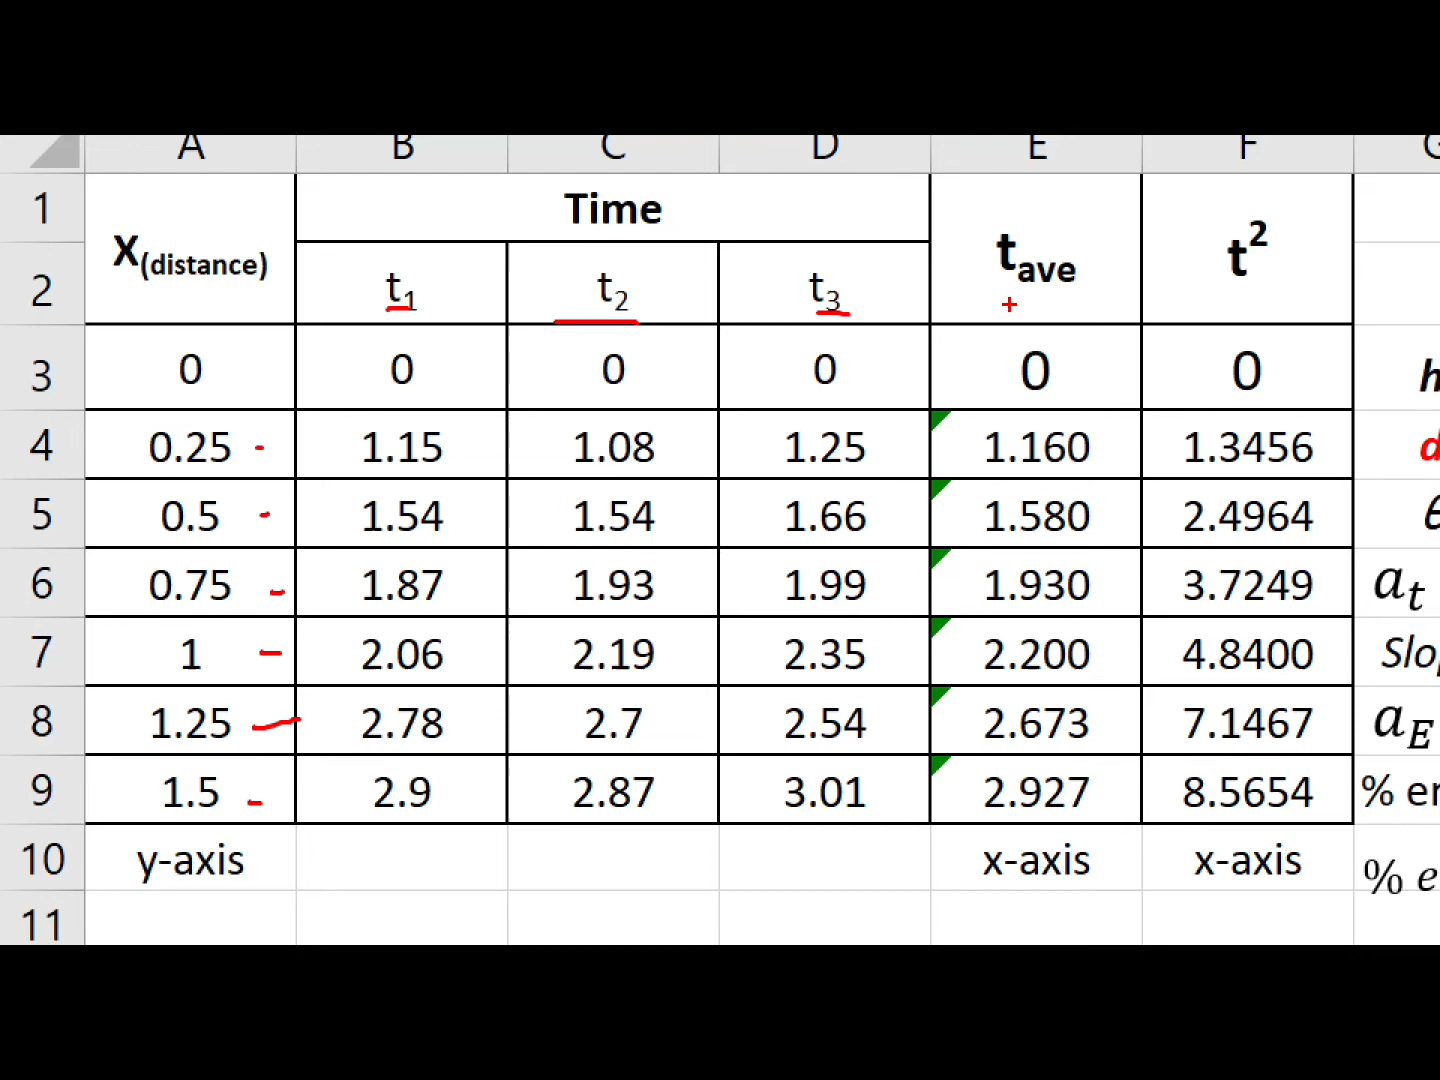 A B C D E F
1 X(distance) Time tave t²
2 t₁ t₂ t₃
3 0 0 0 0 0 0
4 0.25 1.15 1.08 1.25 1.160 1.3456
5 0.5 1.54 1.54 1.66 1.580 2.4964
6 0.75 1.87 1.93 1.99 1.930 3.7249 at
7 1 2.06 2.19 2.35 2.200 4.8400
8 1.25 2.78 2.7 2.54 2.673 7.1467 aE
9 1.5 2.9 2.87 3.01 2.927 8.5654 %
10 y-axis x-axis x-axis %
11